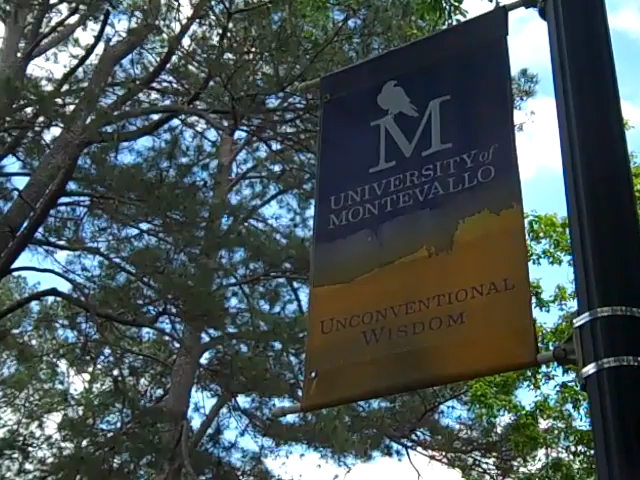 M
UNIVERSITY of
MONTEVALLO
UNCONVENTIONAL
WISDOM